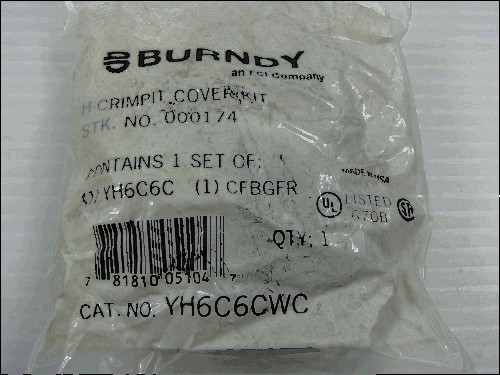 BURNDY
an FCI Company
H-CRIMPIT COVER KIT
STK. NO. 000174
CONTAINS 1 SET OF:
YH6C6C (1) CFBGFR
MADE IN USA
UL LISTED
670B
QTY: 1
7 81810 05104 7
CAT. NO. YH6C6CWC